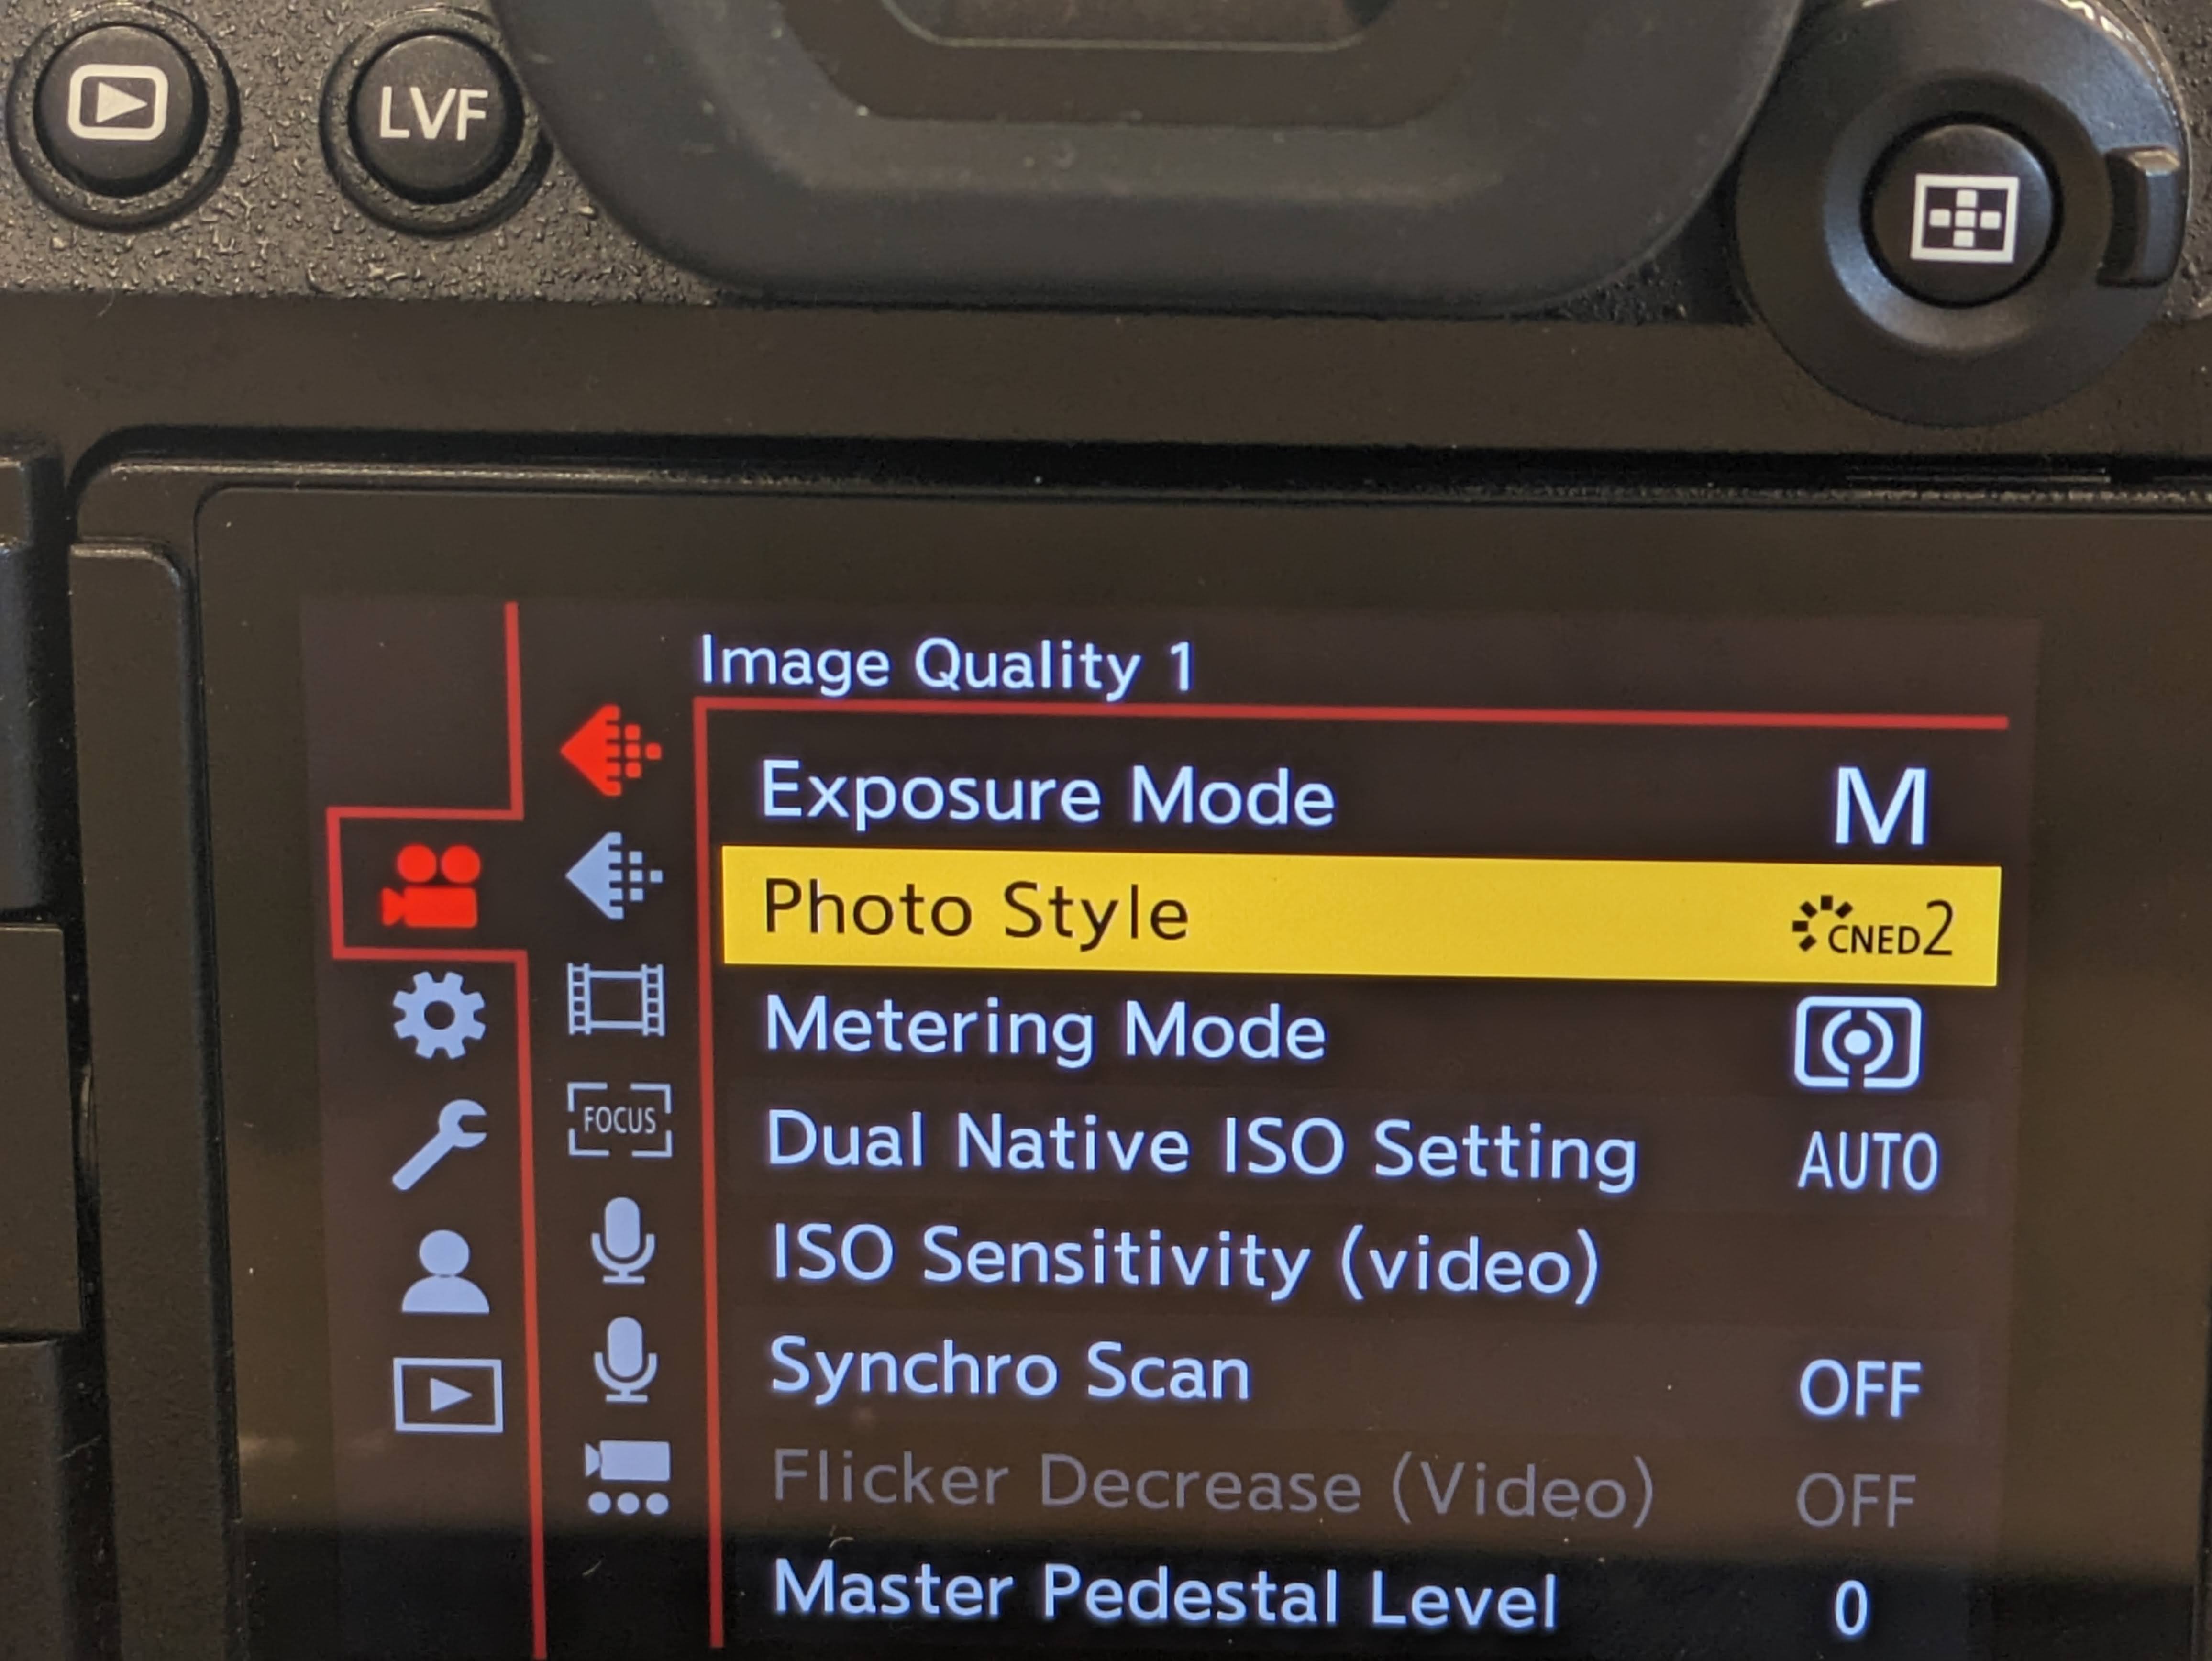 LVF
Image Quality 1
Exposure Mode M
Photo Style CNED2
Metering Mode
Dual Native ISO Setting AUTO
FOCUS
ISO Sensitivity (video)
Synchro Scan OFF
Flicker Decrease (Video) OFF
Master Pedestal Level 0